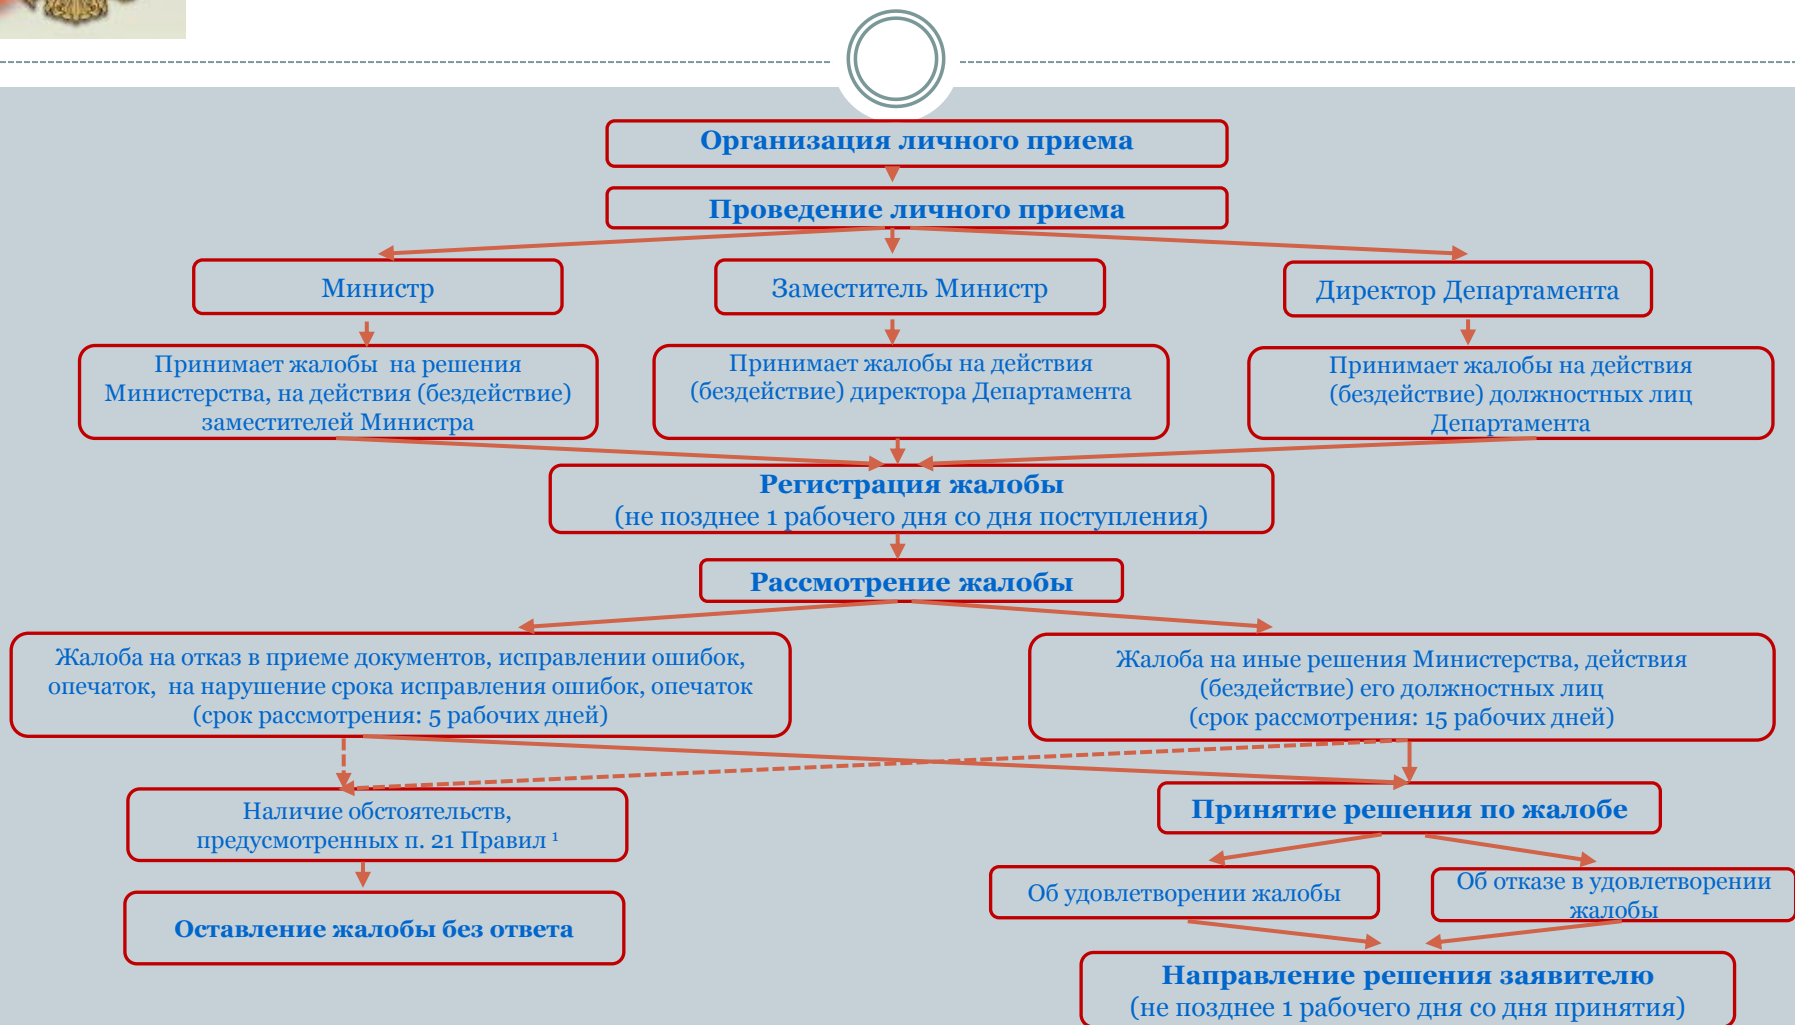 Организация личного приема
Проведение личного приема
Министр
Заместитель Министр
Директор Департамента
Принимает жалобы на решения
Министерства, на действия (бездействие)
заместителей Министра
Принимает жалобы на действия
(бездействие) директора Департамента
Принимает жалобы на действия
(бездействие) должностных лиц
Департамента
Регистрация жалобы
(не позднее 1 рабочего дня со дня поступления)
Рассмотрение жалобы
Жалоба на отказ в приеме документов, исправлении ошибок,
опечаток, на нарушение срока исправления ошибок, опечаток
(срок рассмотрения: 5 рабочих дней)
Жалоба на иные решения Министерства, действия
(бездействие) его должностных лиц
(срок рассмотрения: 15 рабочих дней)
Наличие обстоятельств,
предусмотренных п. 21 Правил ¹
Принятие решения по жалобе
Оставление жалобы без ответа
Об удовлетворении жалобы
Об отказе в удовлетворении
жалобы
Направление решения заявителю
(не позднее 1 рабочего дня со дня принятия)